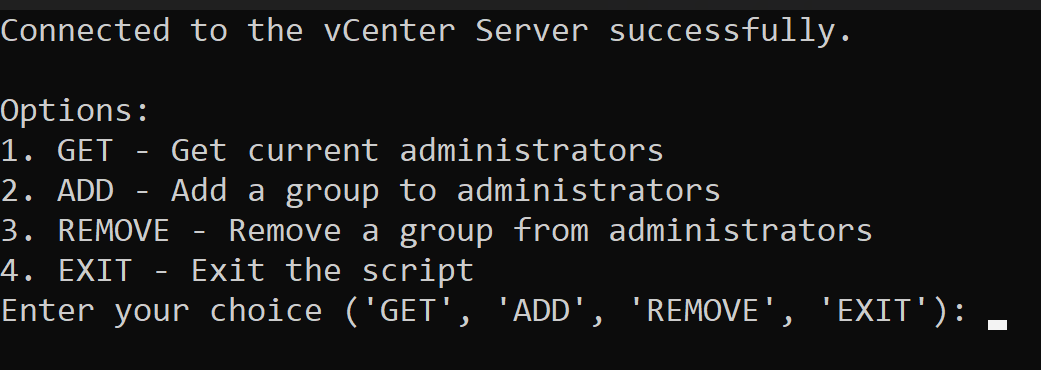 Connected to the vCenter Server successfully.
Options:
1. GET - Get current administrators
2. ADD - Add a group to administrators
3. REMOVE - Remove a group from administrators
4. EXIT - Exit the script
Enter your choice ('GET', 'ADD', 'REMOVE', 'EXIT'):